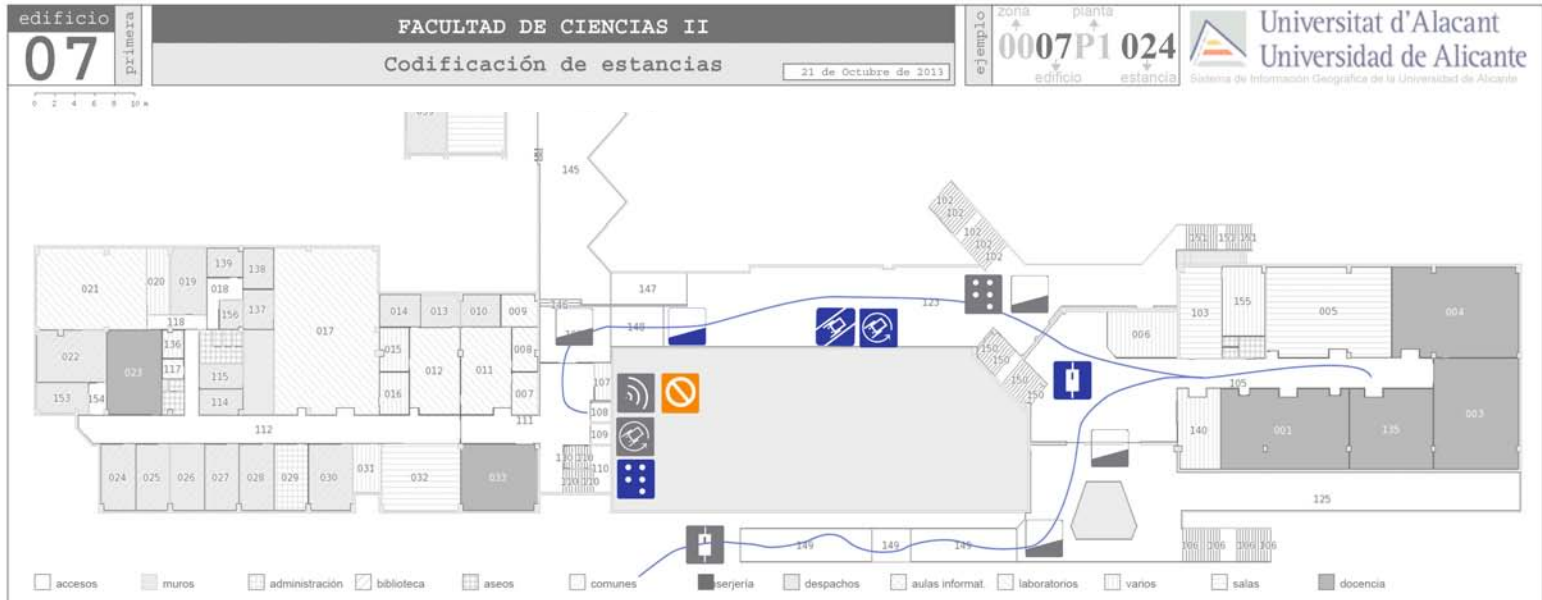 edificio
07
primera
FACULTAD DE CIENCIAS II
Codificación de estancias
21 de Octubre de 2013
ejemplo
zona planta
0007P1 024
edificio estancia
Universitat d'Alacant
Universidad de Alicante
Sistema de Información Geográfica de la Universidad de Alicante
0 2 4 6 8 10 m
145
102
102
102
102
102
151 151 151
139 138
021 020 019 018
147
123
146
137
156
118
017
014 013 010 009
148
103 155 005 004
006
136
022
023
117
015
012 011
008
150
150
150
150
115
153 154
114
016
007
107
105
108
003
111
112
109
140 001 135
110
024 025 026 027 028 029 030 031 032 033
110 110
125
149 149 149
106 106 106 106
accesos muros administración biblioteca aseos comunes despachos aulas informat. laboratorios varios salas docencia